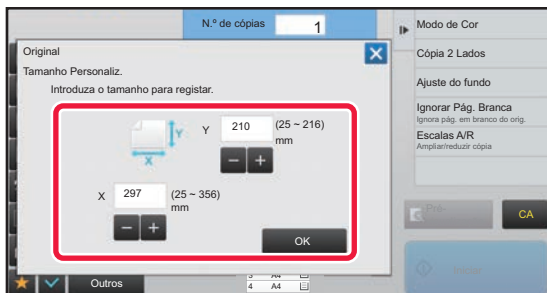 N.º de cópias 1
Original
Tamanho Personaliz.
Introduza o tamanho para registar.
Y 210 (25 ~ 216)
mm
Y
X
X 297 (25 ~ 356)
mm
OK
Outros
4 A4
Modo de Cor
Cópia 2 Lados
Ajuste do fundo
Ignorar Pág. Branca
Ignora pág. em branco do orig.
Escalas A/R
Ampliar/reduzir cópia
CA